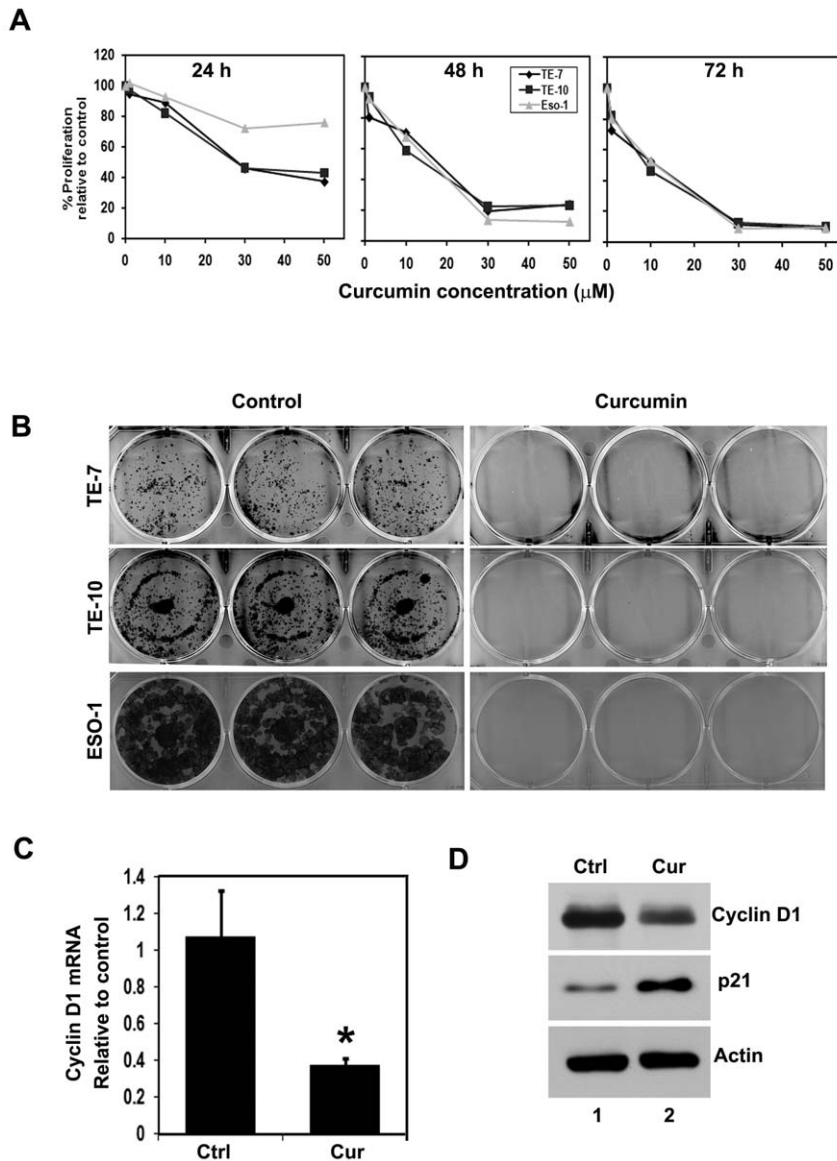 A
120
100
80
60
40
20
0
% Proliferation
relative to control
24 h
48 h
72 h
TE-7
TE-10
Eso-1
0 10 20 30 40 50
0 10 20 30 40 50
0 10 20 30 40 50
Curcumin concentration (μM)
B
Control
Curcumin
TE-7
TE-10
ESO-1
C
1.4
1.2
1
0.8
0.6
0.4
0.2
0
Cyclin D1 mRNA
Relative to control
*
Ctrl
Cur
D
Ctrl
Cur
Cyclin D1
p21
Actin
1
2